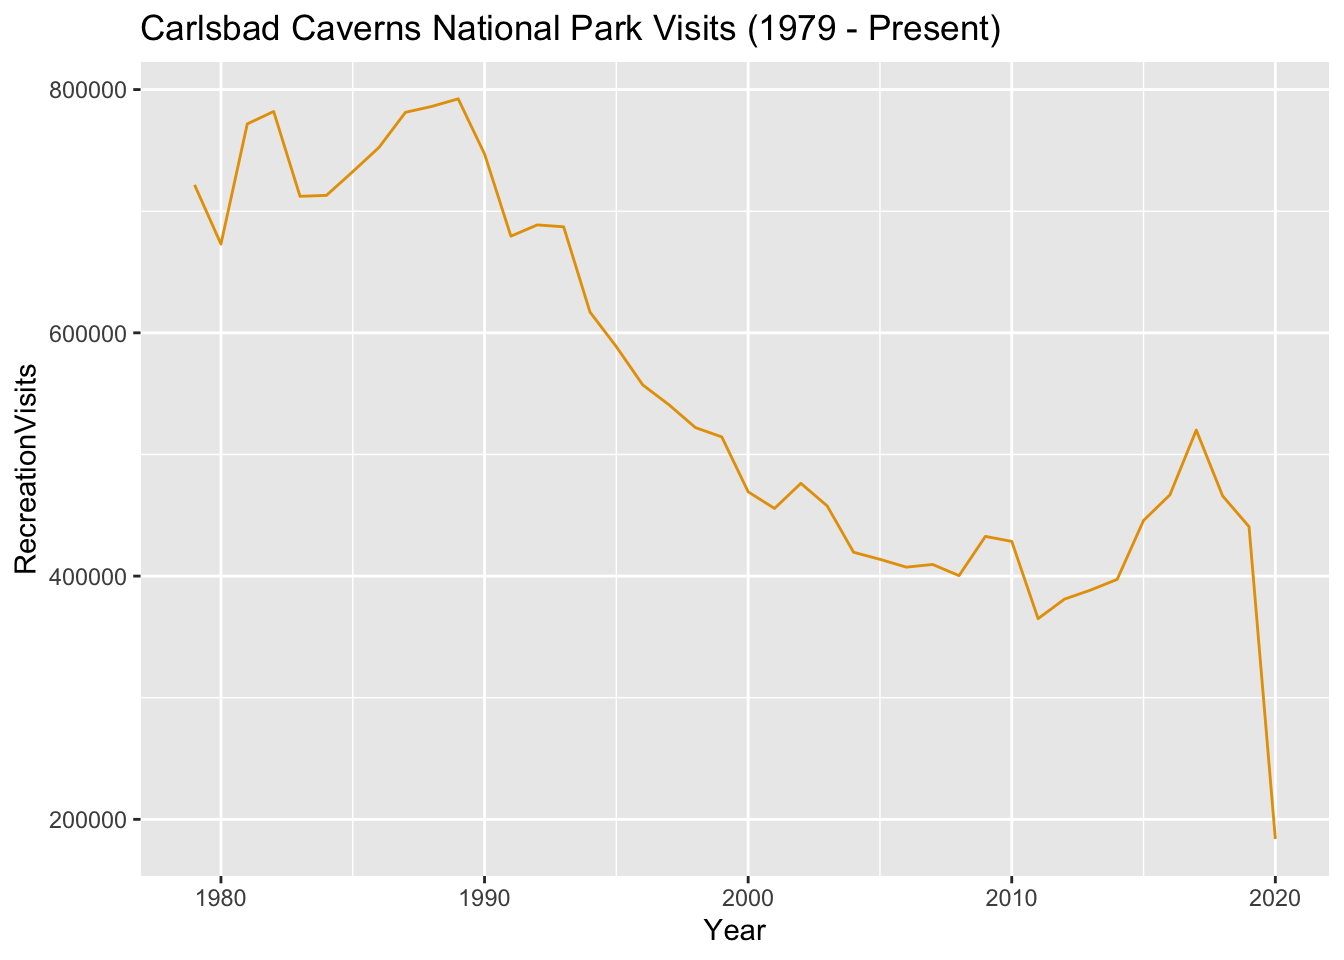 Carlsbad Caverns National Park Visits (1979 - Present)
800000
600000
400000
200000
RecreationVisits
1980 1990 2000 2010 2020
Year